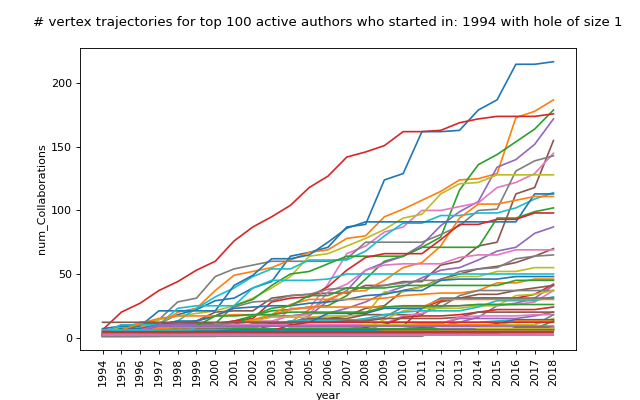 # vertex trajectories for top 100 active authors who started in: 1994 with hole of size 1
200
150
100
50
0
num_Collaborations
1994 1995 1996 1997 1998 1999 2000 2001 2002 2003 2004 2005 2006 2007 2008 2009 2010 2011 2012 2013 2014 2015 2016 2017 2018
year